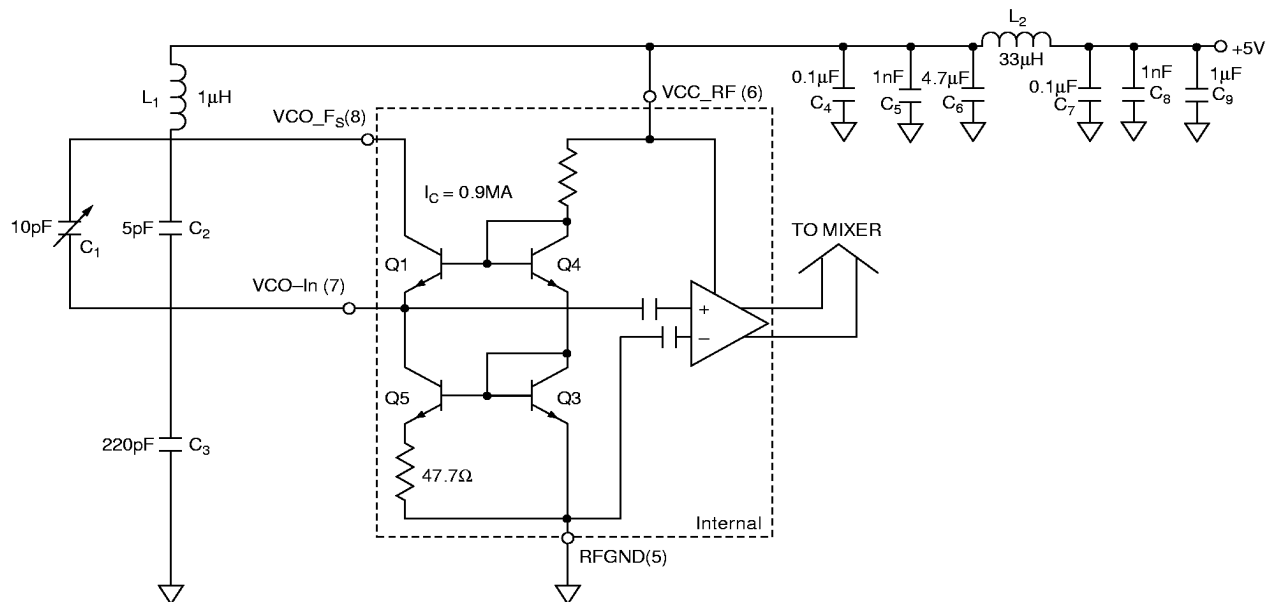 L2
33µH
+5V
0.1µF
C4
1nF
C5
4.7µF
C6
0.1µF
C7
1nF
C8
1µF
C9
L1
1µH
VCO_FS(8)
VCC_RF (6)
IC = 0.9MA
10pF
C1
5pF
C2
Q1
Q4
TO MIXER
VCO–In (7)
+
–
Q5
Q3
220pF
C3
47.7Ω
Internal
RFGND(5)